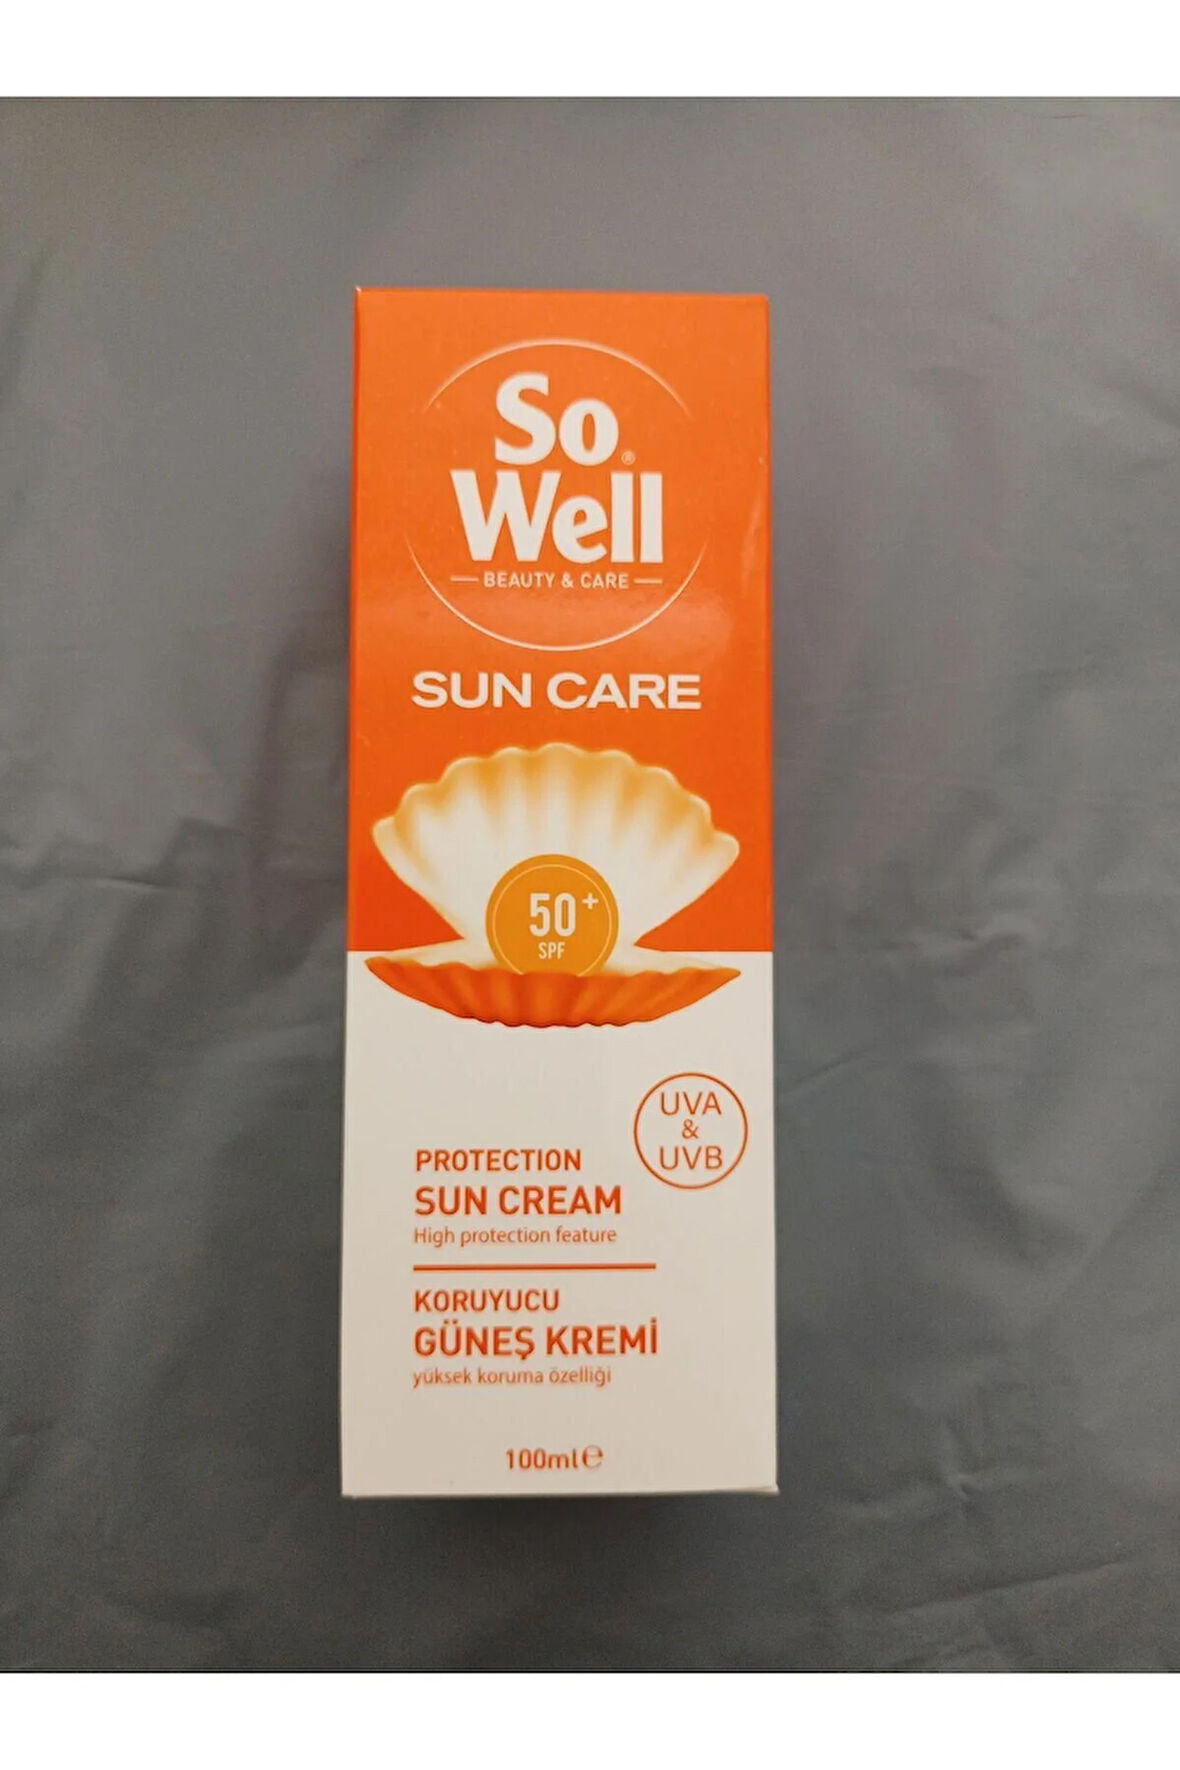 So
Well®
BEAUTY & CARE
SUN CARE
50+
SPF
UVA
&
UVB
PROTECTION
SUN CREAM
High protection feature
KORUYUCU
GÜNEŞ KREMİ
yüksek koruma özelliği
100ml℮